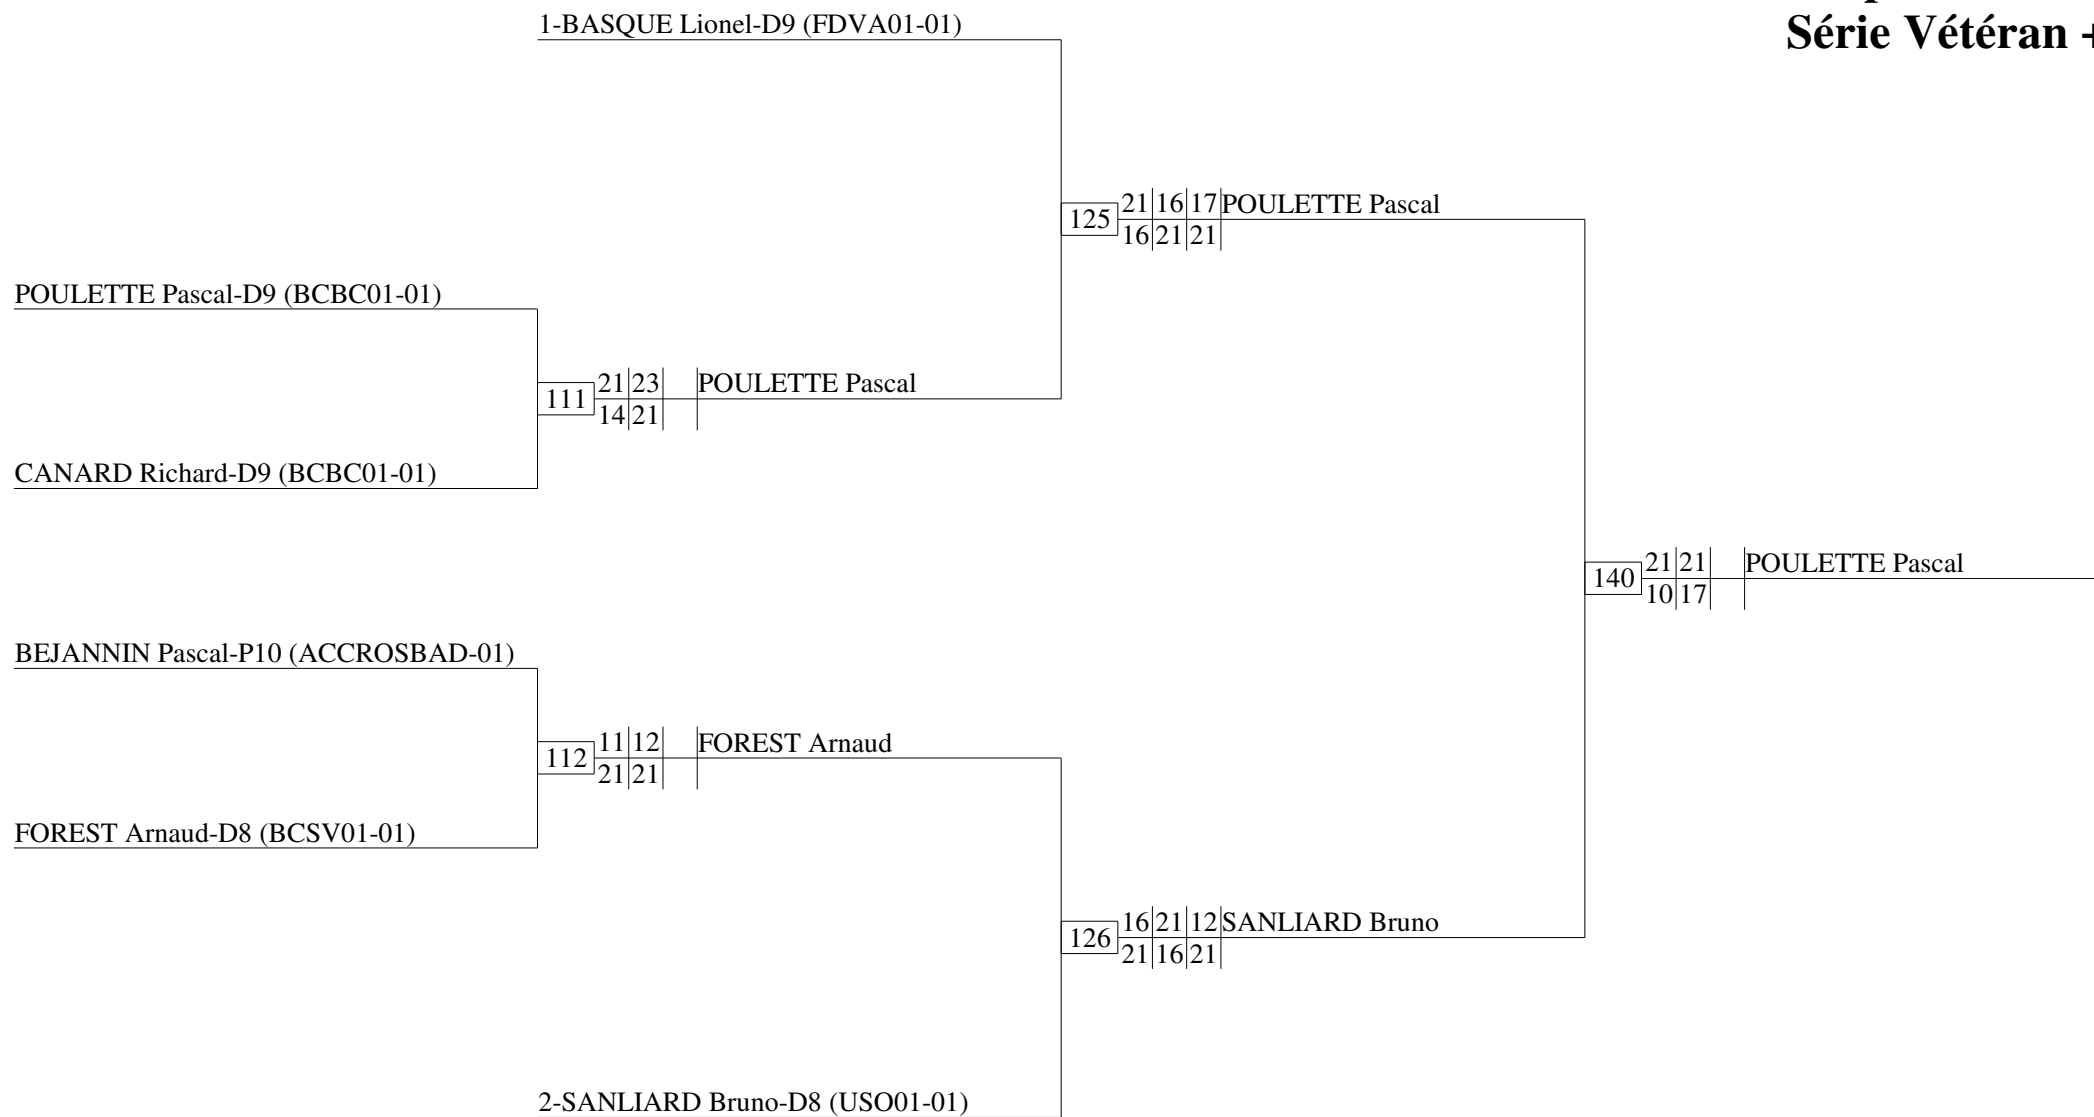 1-BASQUE Lionel-D9 (FDVA01-01)
Série Vétéran +
125 21 16 17 POULETTE Pascal
16 21 21
POULETTE Pascal-D9 (BCBC01-01)
111 21 23 POULETTE Pascal
14 21
CANARD Richard-D9 (BCBC01-01)
140 21 21 POULETTE Pascal
10 17
BEJANNIN Pascal-P10 (ACCROSBAD-01)
112 11 12 FOREST Arnaud
21 21
FOREST Arnaud-D8 (BCSV01-01)
126 16 21 12 SANLIARD Bruno
21 16 21
2-SANLIARD Bruno-D8 (USO01-01)